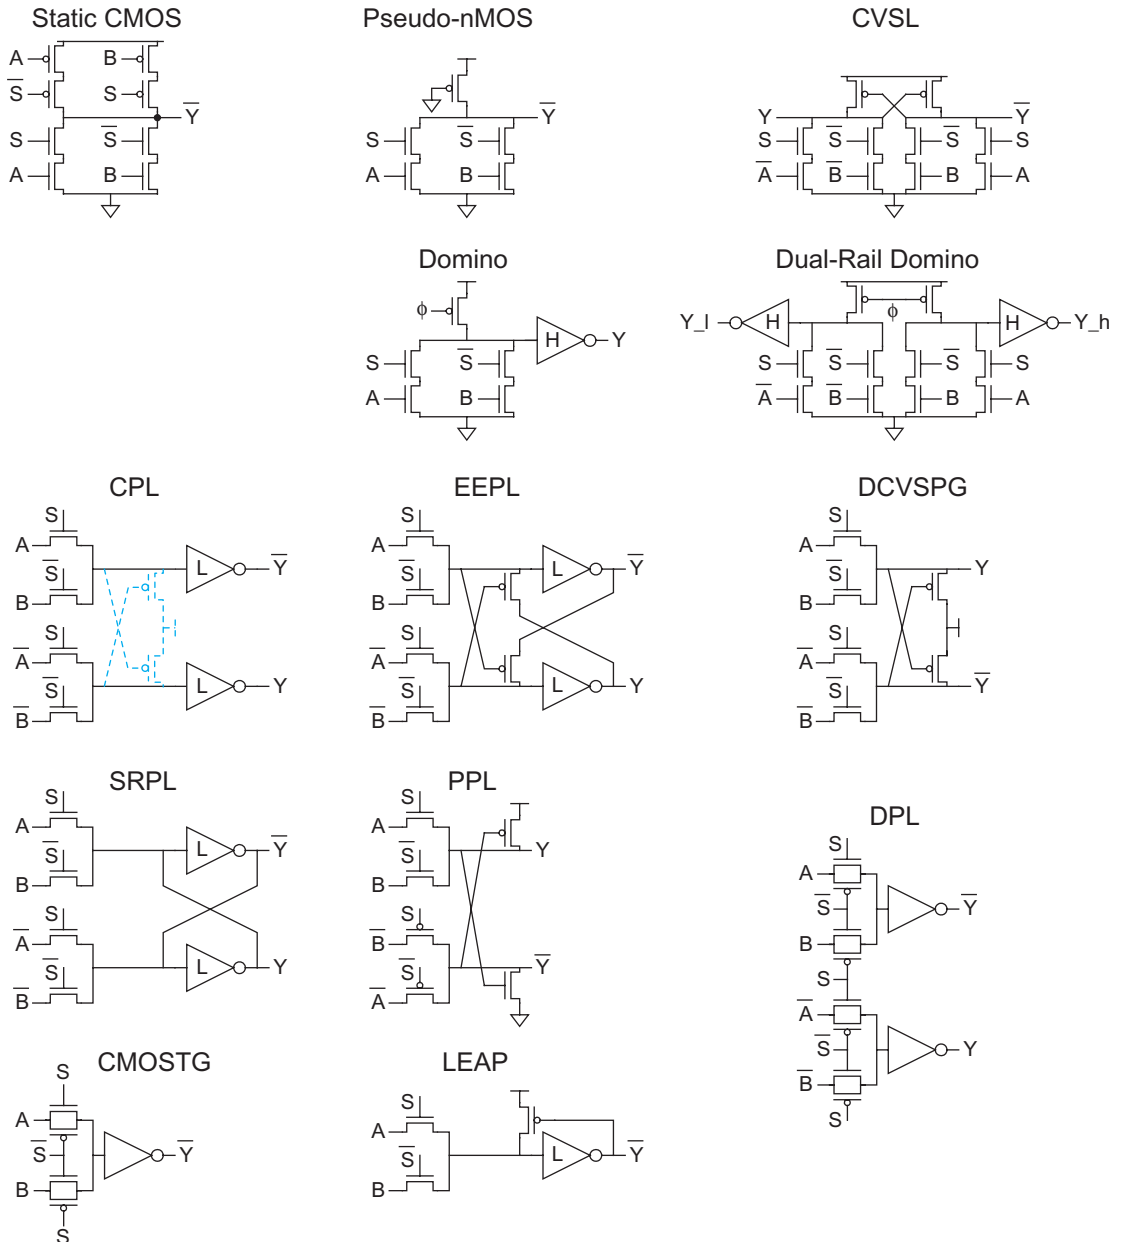 Static CMOS
A
B
S̅
S
Y̅
S
S̅
A
B
Pseudo-nMOS
Y̅
S
S̅
A
B
CVSL
Y
Y̅
S
S̅
S̅
S
A̅
B̅
B
A
Domino
ϕ
H
Y
S
S̅
A
B
Dual-Rail Domino
Y_l
H
ϕ
H
Y_h
S
S̅
S̅
S
A̅
B̅
B
A
CPL
S
A
S̅
L
Y̅
B
S
A̅
S̅
L
Y
B̅
EEPL
S
A
S̅
L
Y̅
B
S
A̅
S̅
L
Y
B̅
DCVSPG
S
A
S̅
Y
B
S
A̅
S̅
Y̅
B̅
SRPL
S
A
S̅
L
Y̅
B
S
A̅
S̅
L
Y
B̅
PPL
S
A
S̅
Y
B
S
B̅
S̅
Y̅
A̅
DPL
S
A
S̅
Y̅
B
S
A̅
S̅
Y
B̅
S
CMOSTG
S
A
S̅
Y̅
B
S
LEAP
S
A
S̅
L
Y̅
B